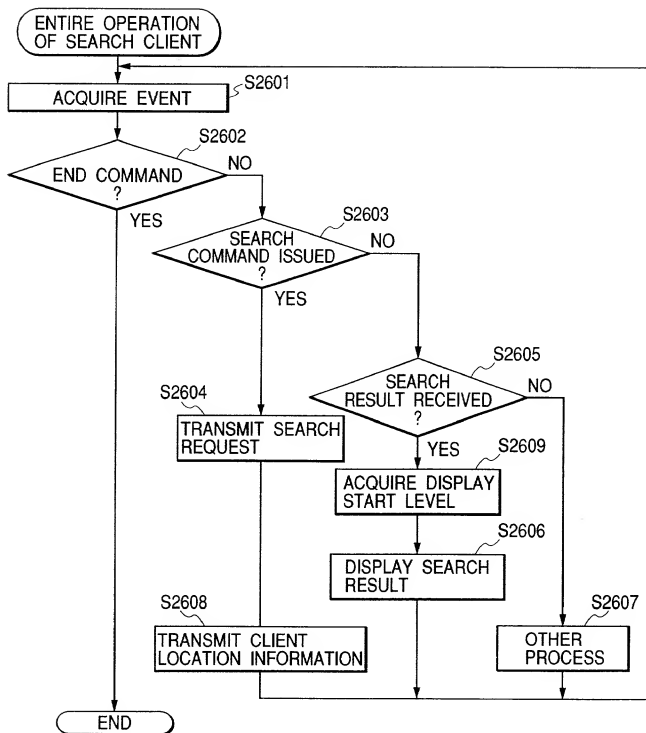 ENTIRE OPERATION
OF SEARCH CLIENT
S2601
ACQUIRE EVENT
S2602
END COMMAND
?
NO
YES
S2603
SEARCH
COMMAND ISSUED
?
NO
YES
S2605
SEARCH
RESULT RECEIVED
?
NO
YES
S2604
TRANSMIT SEARCH
REQUEST
S2609
ACQUIRE DISPLAY
START LEVEL
S2606
DISPLAY SEARCH
RESULT
S2608
TRANSMIT CLIENT
LOCATION INFORMATION
S2607
OTHER
PROCESS
END